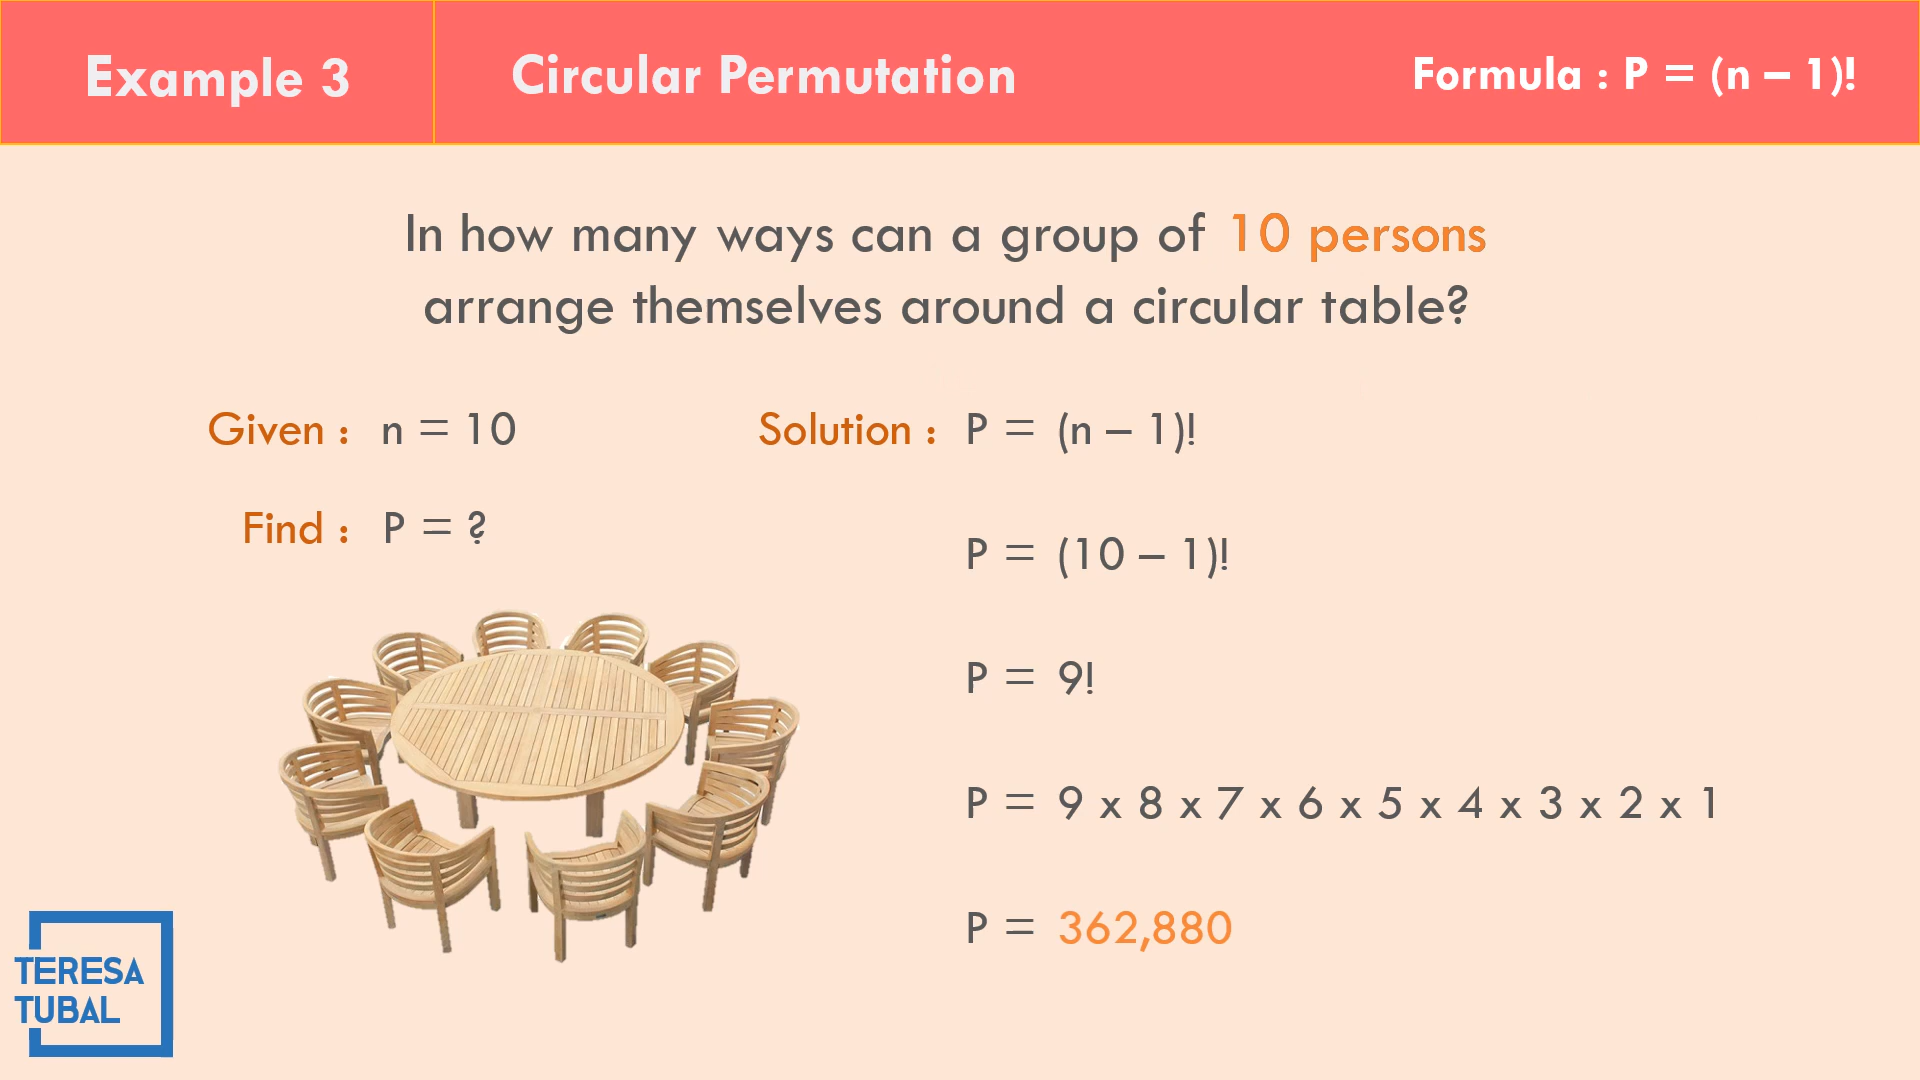 Example 3
Circular Permutation
Formula : P = (n – 1)!
In how many ways can a group of 10 persons
arrange themselves around a circular table?
Given : n = 10
Find : P = ?
Solution : P = (n – 1)!
P = (10 – 1)!
P = 9!
P = 9 x 8 x 7 x 6 x 5 x 4 x 3 x 2 x 1
P = 362,880
TERESA
TUBAL